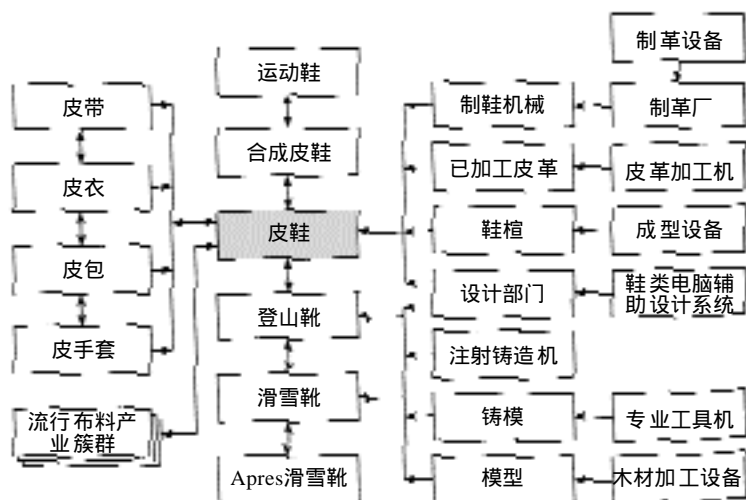 制革设备
运动鞋
皮带
制鞋机械
制革厂
合成皮鞋
已加工皮革
皮革加工机
皮衣
皮鞋
鞋楦
成型设备
皮包
设计部门
鞋类电脑辅
助设计系统
登山靴
皮手套
注射铸造机
滑雪靴
流行布料产
业簇群
铸模
专业工具机
Apres滑雪靴
模型
木材加工设备